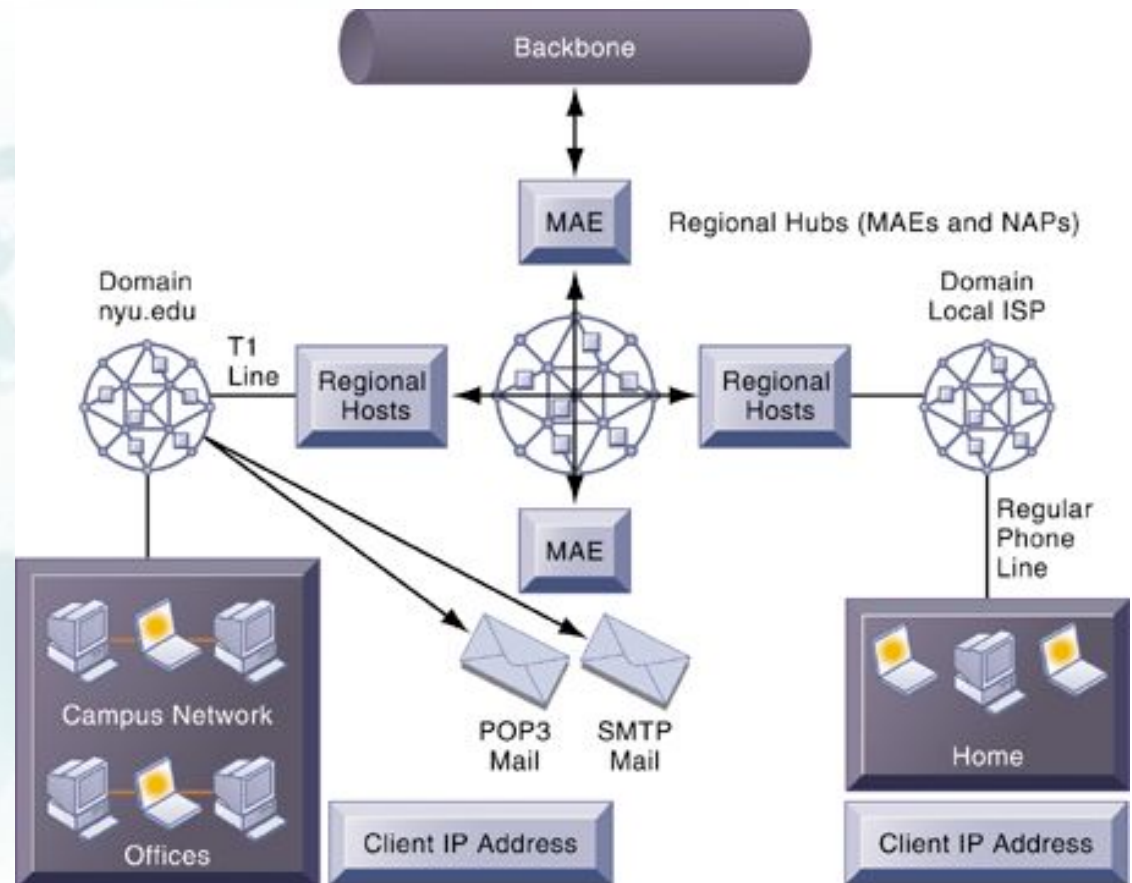 Backbone
MAE
Regional Hubs (MAEs and NAPs)
Domain
nyu.edu
T1
Line
Regional
Hosts
Regional
Hosts
Domain
Local ISP
MAE
Regular
Phone
Line
Campus Network
Offices
POP3
Mail
SMTP
Mail
Home
Client IP Address
Client IP Address